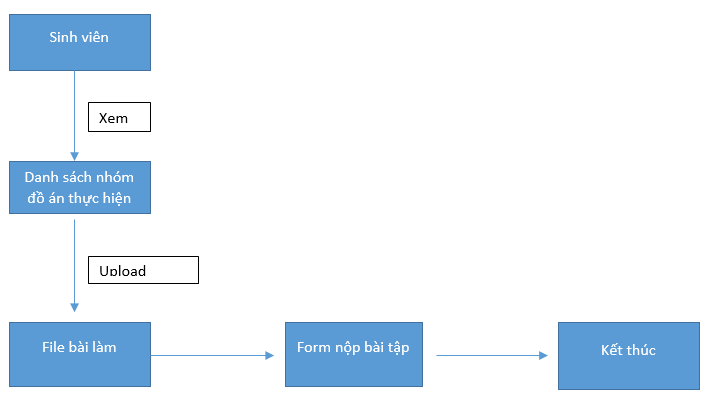 Sinh viên
Xem
Danh sách nhóm
đồ án thực hiện
Upload
File bài làm
Form nộp bài tập
Kết thúc